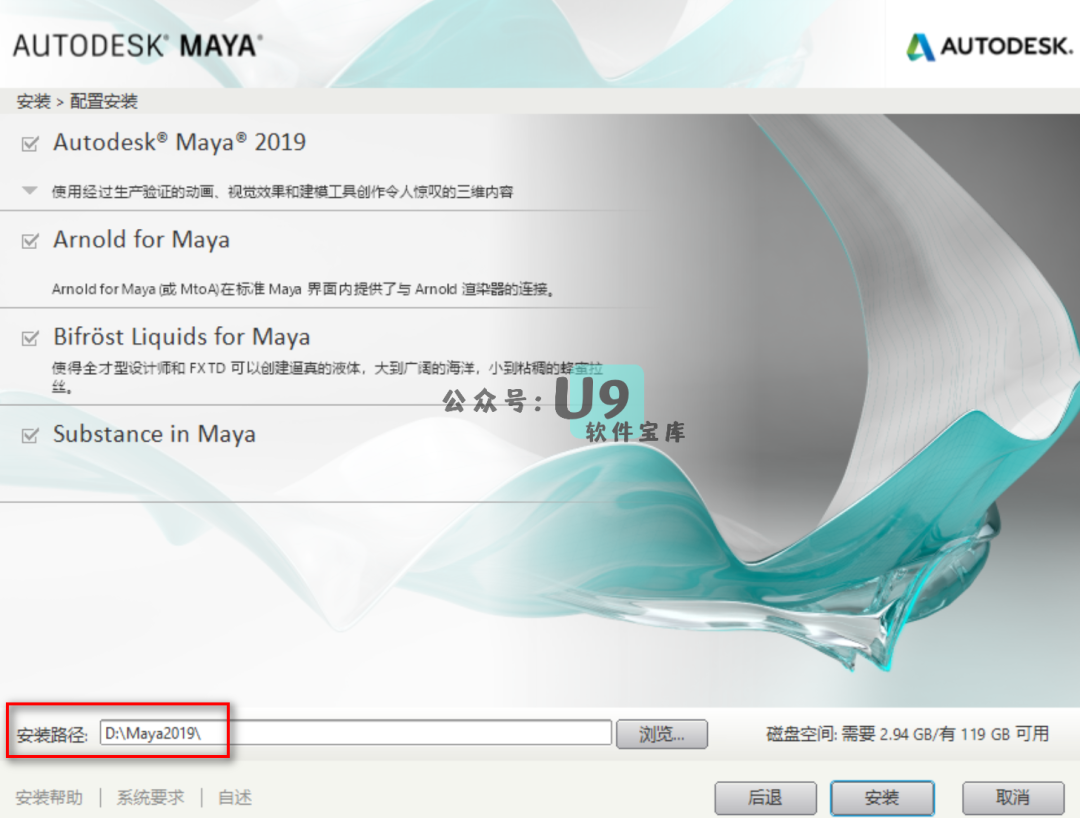 AUTODESK® MAYA®
AUTODESK.
安装 > 配置安装
Autodesk® Maya® 2019
使用经过生产验证的动画、视觉效果和建模工具创作令人惊叹的三维内容
Arnold for Maya
Arnold for Maya (或 MtoA)在标准 Maya 界面内提供了与 Arnold 渲染器的连接。
Bifröst Liquids for Maya
使得全才型设计师和 FX TD 可以创建逼真的液体，大到广阔的海洋，小到粘稠的蜂蜜拉
丝。
公众号：U9
软件宝库
Substance in Maya
安装路径: D:\Maya2019\ 浏览... 磁盘空间: 需要 2.94 GB/有 119 GB 可用
安装帮助 | 系统要求 | 自述 后退 安装 取消